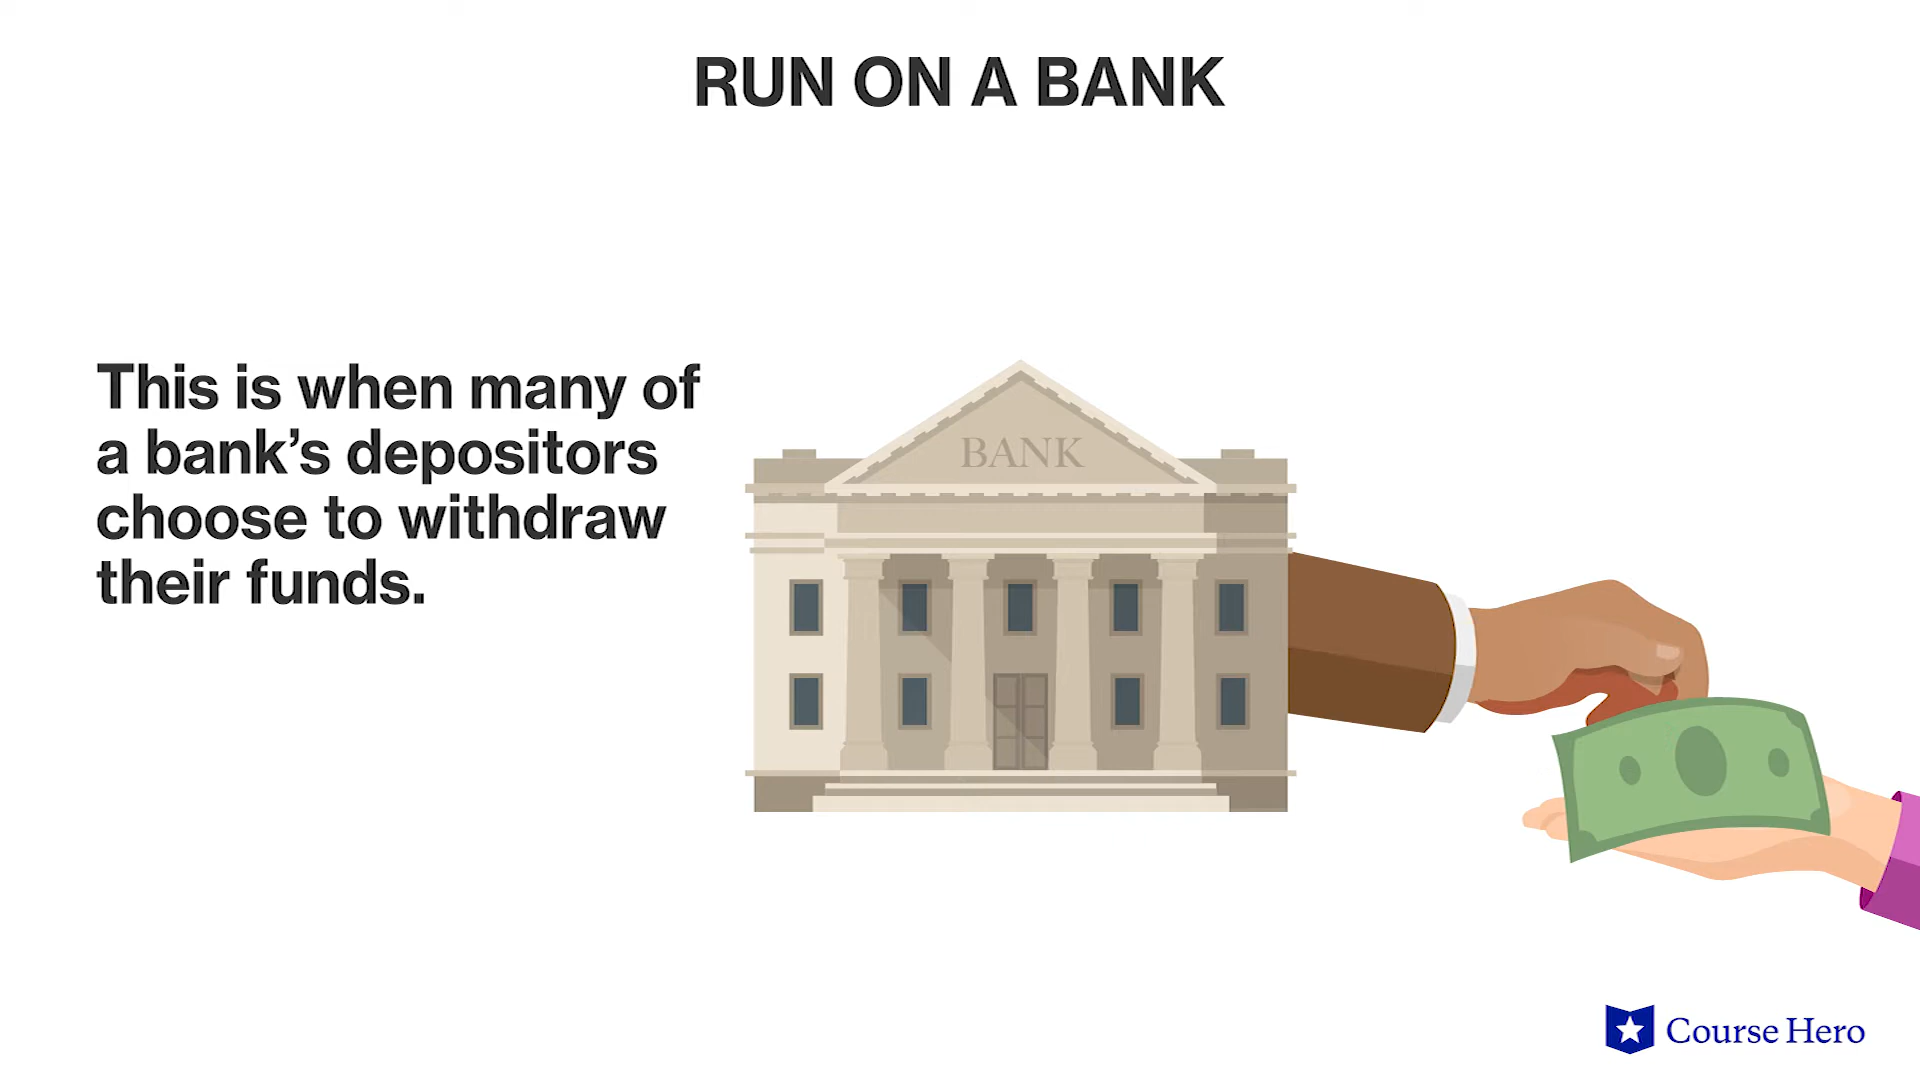 RUN ON A BANK
This is when many of
a bank’s depositors
choose to withdraw
their funds.
BANK
Course Hero